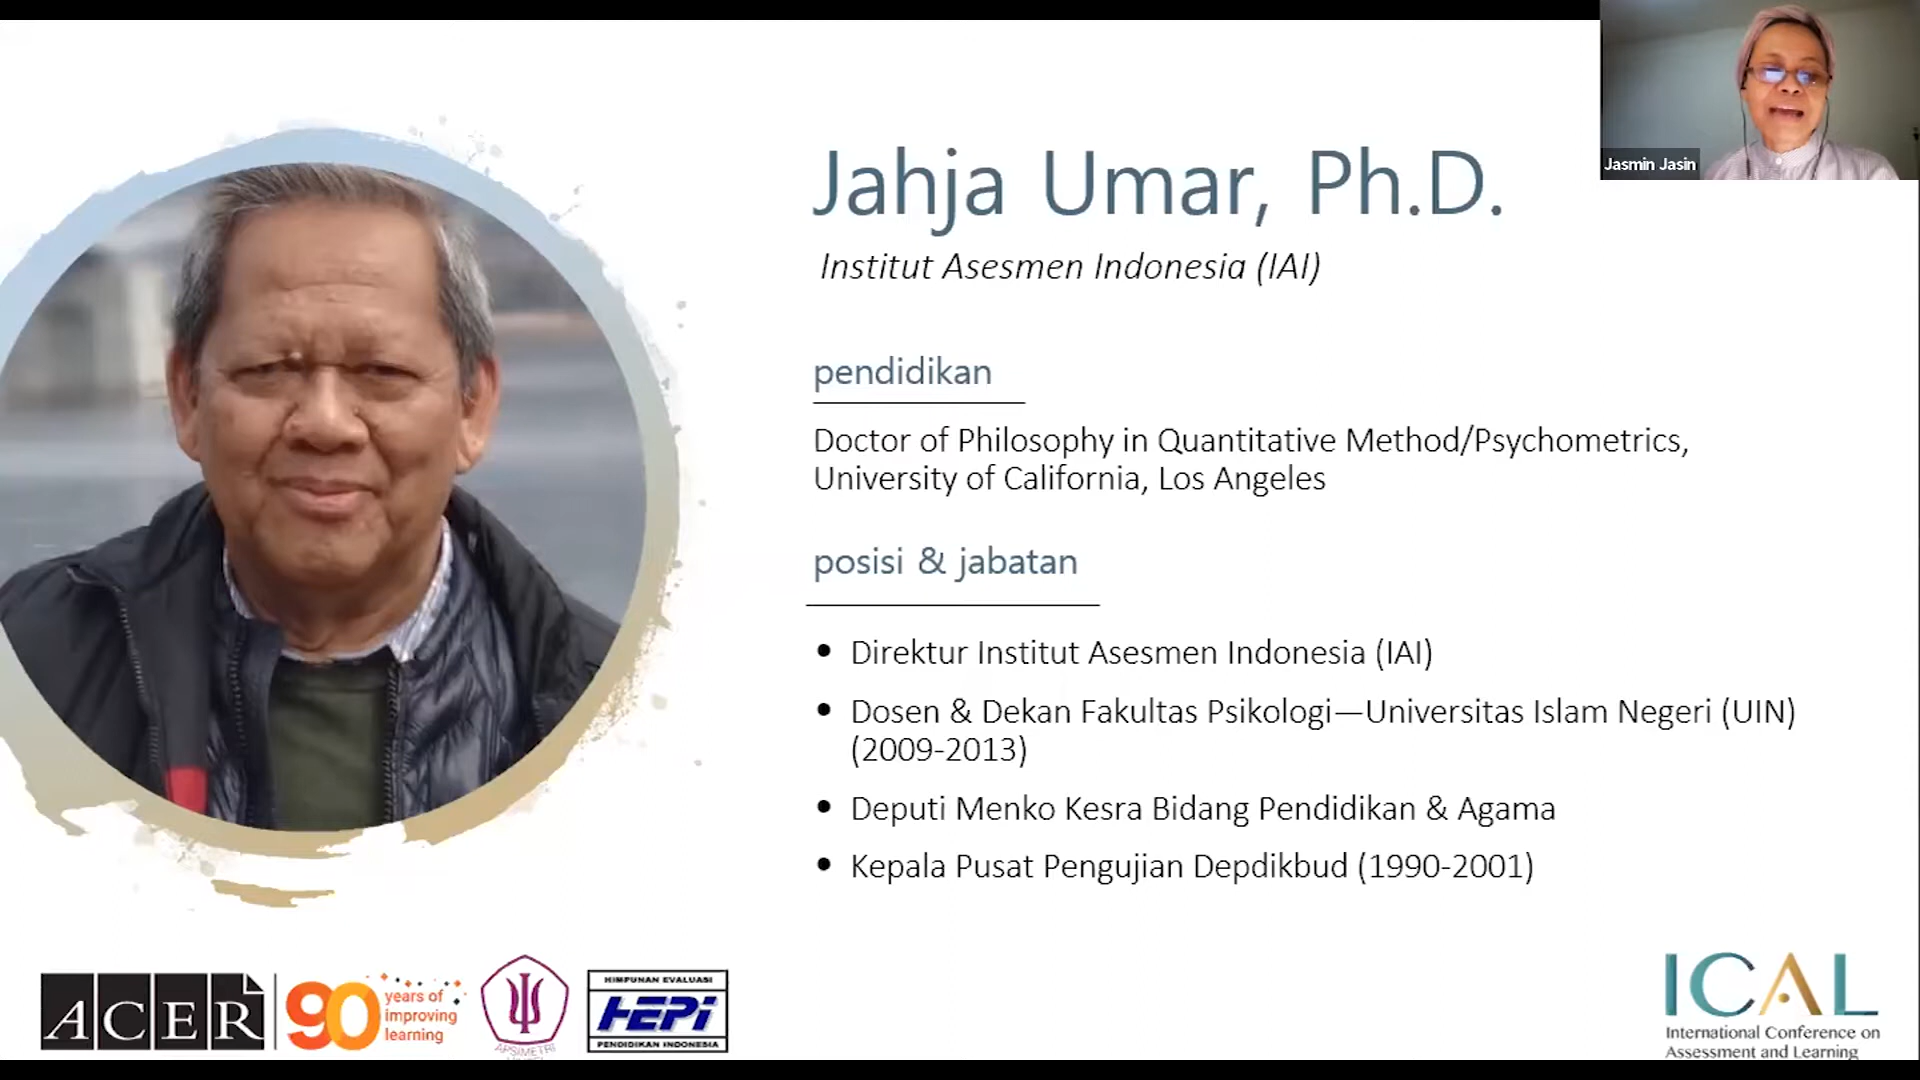 Jasmin Jasin
Jahja Umar, Ph.D.
Institut Asesmen Indonesia (IAI)
pendidikan
Doctor of Philosophy in Quantitative Method/Psychometrics,
University of California, Los Angeles
posisi & jabatan
• Direktur Institut Asesmen Indonesia (IAI)
• Dosen & Dekan Fakultas Psikologi—Universitas Islam Negeri (UIN)
(2009-2013)
• Deputi Menko Kesra Bidang Pendidikan & Agama
• Kepala Pusat Pengujian Depdikbud (1990-2001)
ACER
90 years of
improving
learning
HIMPUNAN EVALUASI
HEPI
PENDIDIKAN INDONESIA
ICAL
International Conference on
Assessment and Learning